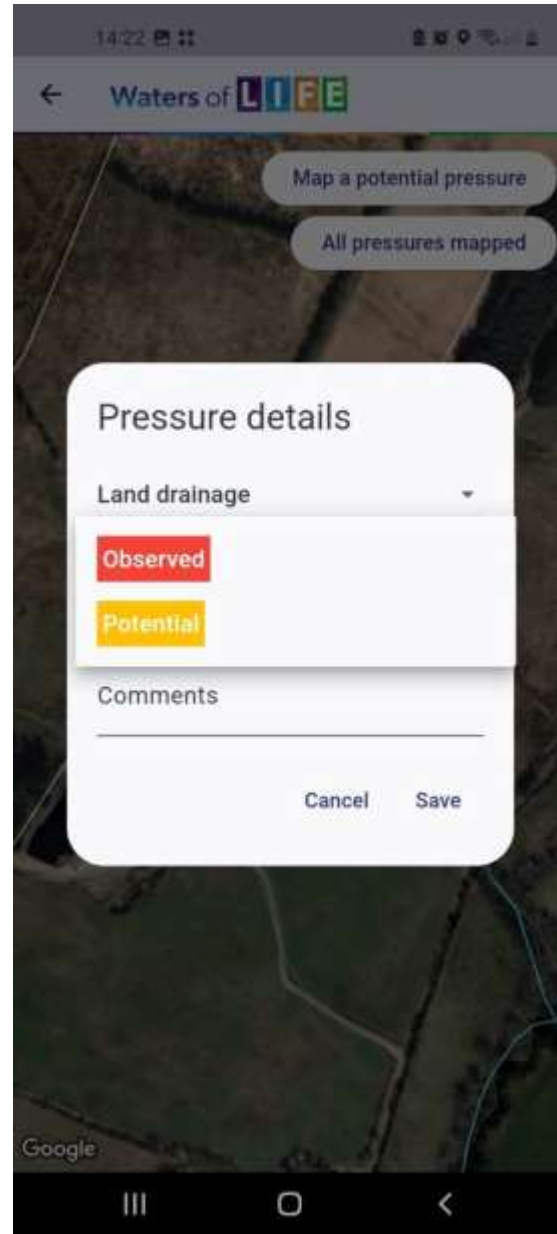 14:22
Waters of LIFE
Map a potential pressure
All pressures mapped
Pressure details
Land drainage
Observed
Potential
Comments
Cancel Save
Google